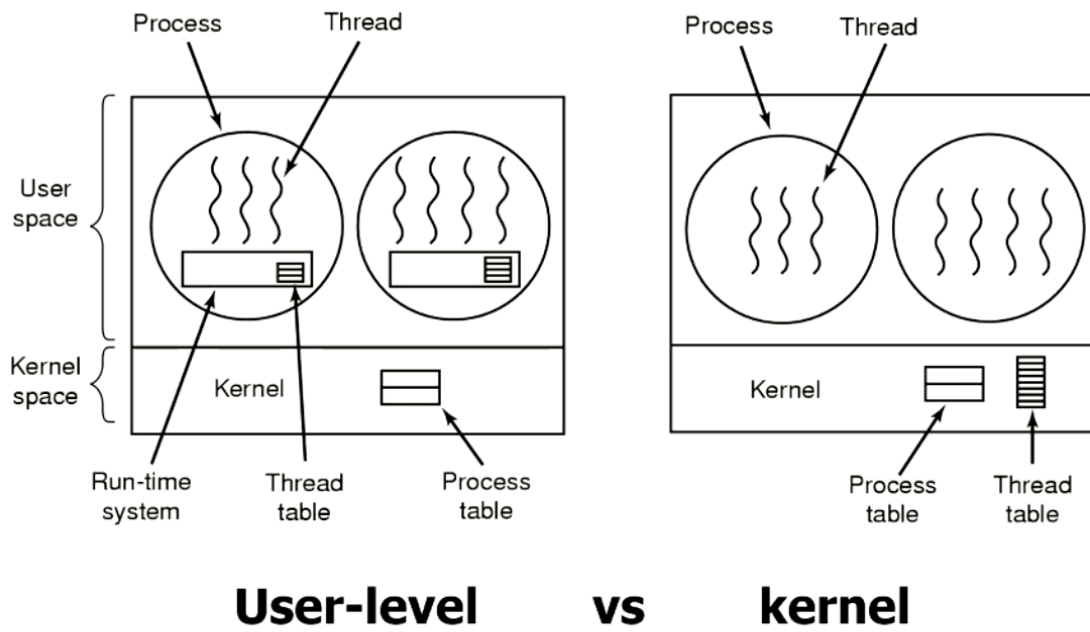 Process
Thread
Process
Thread
User
space
Kernel
space
Kernel
Kernel
Run-time
system
Thread
table
Process
table
Process
table
Thread
table
User-level vs kernel